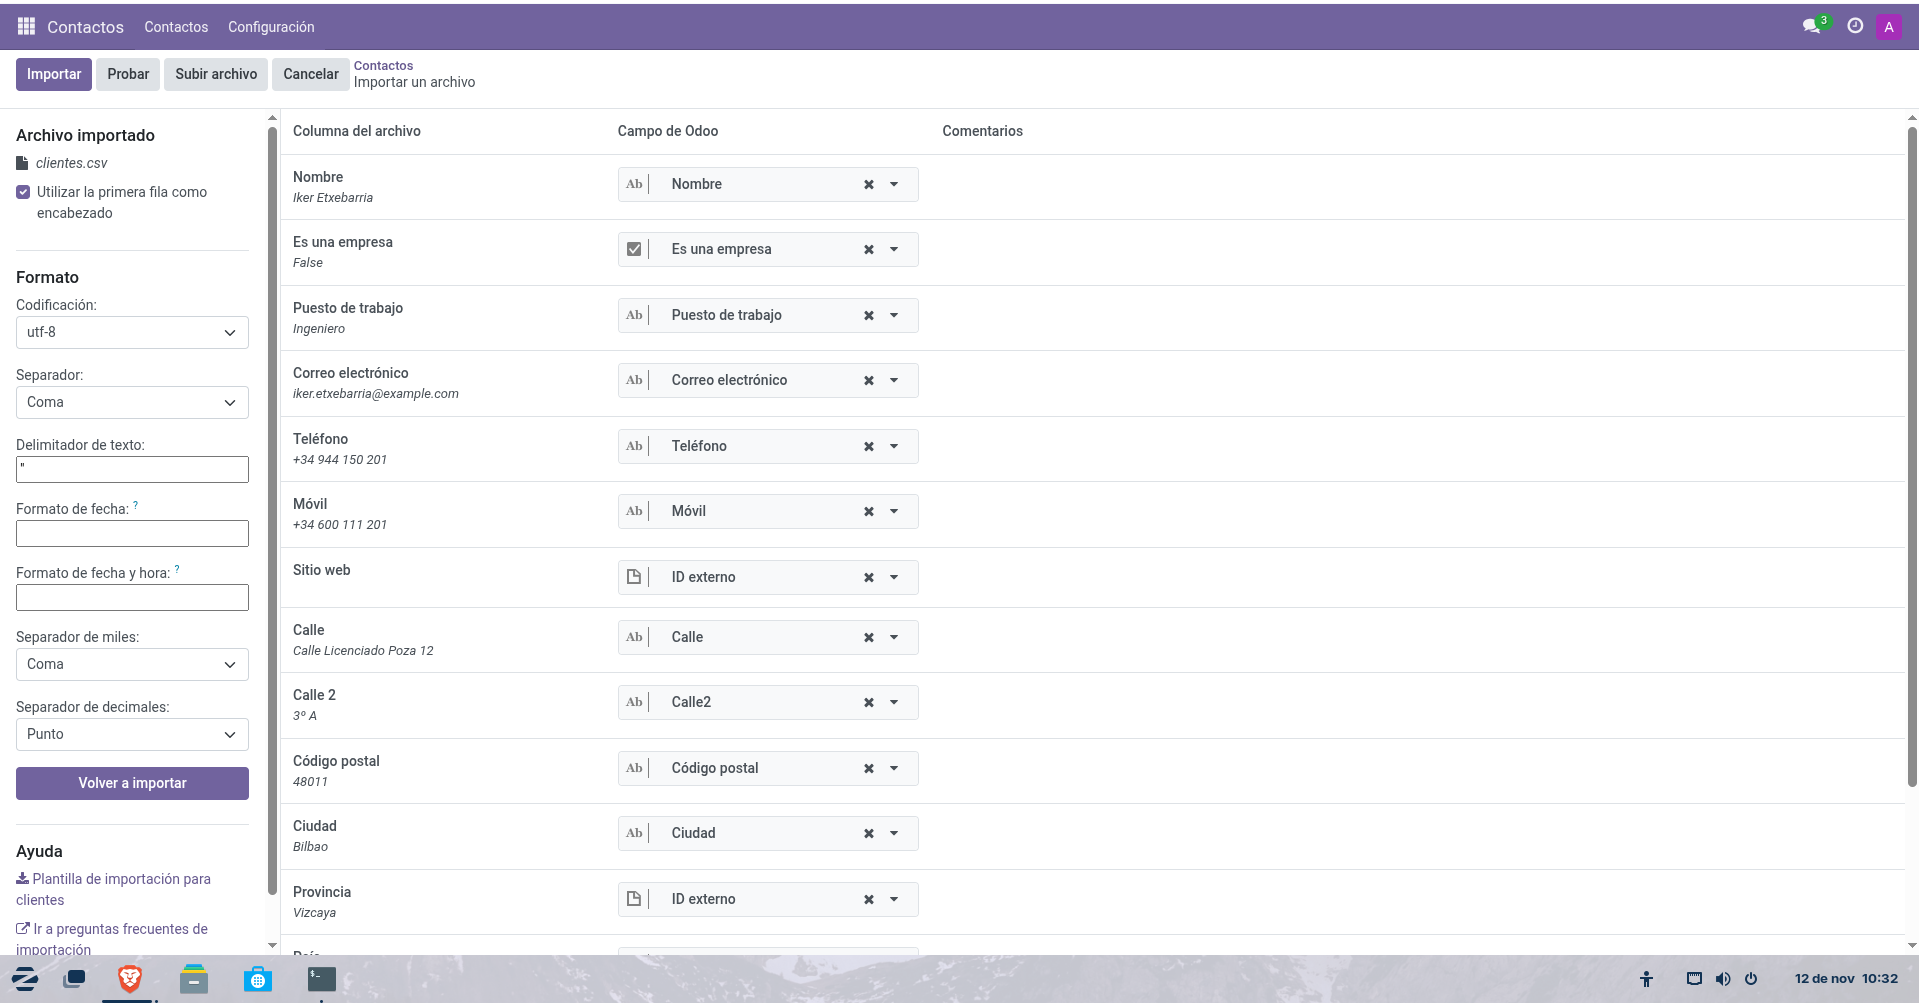 Contactos
Contactos
Configuración
3
A
Importar
Probar
Subir archivo
Cancelar
Contactos
Importar un archivo
Archivo importado
clientes.csv
Utilizar la primera fila como
encabezado
Formato
Codificación:
utf-8
Separador:
Coma
Delimitador de texto:
"
Formato de fecha: ?
Formato de fecha y hora: ?
Separador de miles:
Coma
Separador de decimales:
Punto
Volver a importar
Ayuda
Plantilla de importación para
clientes
Ir a preguntas frecuentes de
importación
Columna del archivo
Campo de Odoo
Comentarios
Nombre
Iker Etxebarria
Ab Nombre
Es una empresa
False
Es una empresa
Puesto de trabajo
Ingeniero
Ab Puesto de trabajo
Correo electrónico
iker.etxebarria@example.com
Ab Correo electrónico
Teléfono
+34 944 150 201
Ab Teléfono
Móvil
+34 600 111 201
Ab Móvil
Sitio web
ID externo
Calle
Calle Licenciado Poza 12
Ab Calle
Calle 2
3º A
Ab Calle2
Código postal
48011
Ab Código postal
Ciudad
Bilbao
Ab Ciudad
Provincia
Vizcaya
ID externo
País
$-
12 de nov 10:32